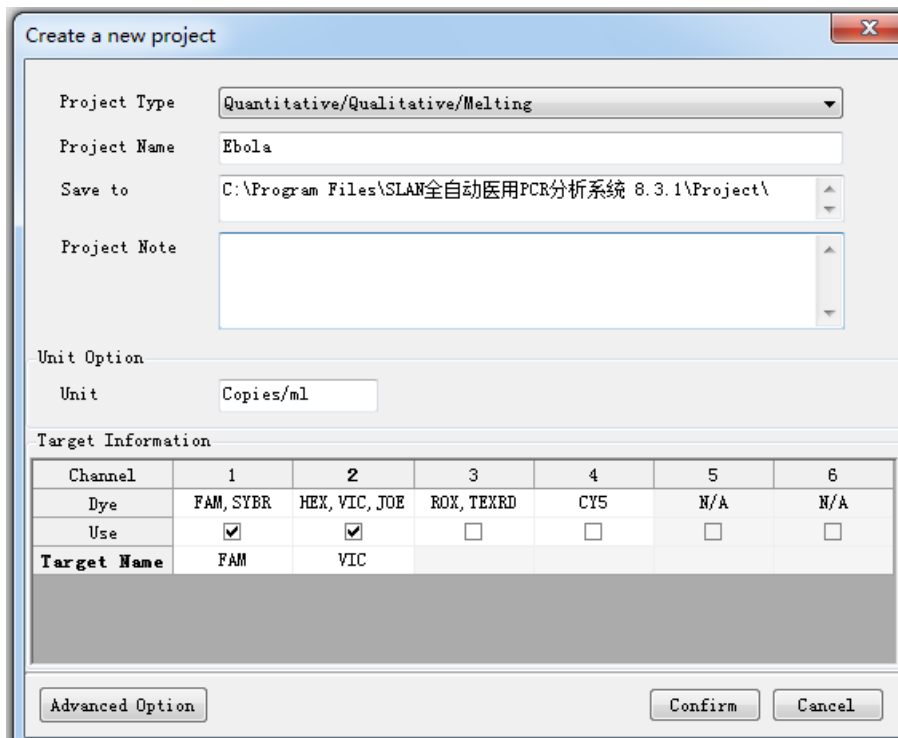 Create a new project
Project Type Quantitative/Qualitative/Melting
Project Name Ebola
Save to C:\Program Files\SLAN全自动医用PCR分析系统 8.3.1\Project\
Project Note
Unit Option
Unit Copies/ml
Target Information
Channel 1 2 3 4 5 6
Dye FAM, SYBR HEX, VIC, JOE ROX, TEXRD CY5 N/A N/A
Use
Target Name FAM VIC
Advanced Option Confirm Cancel